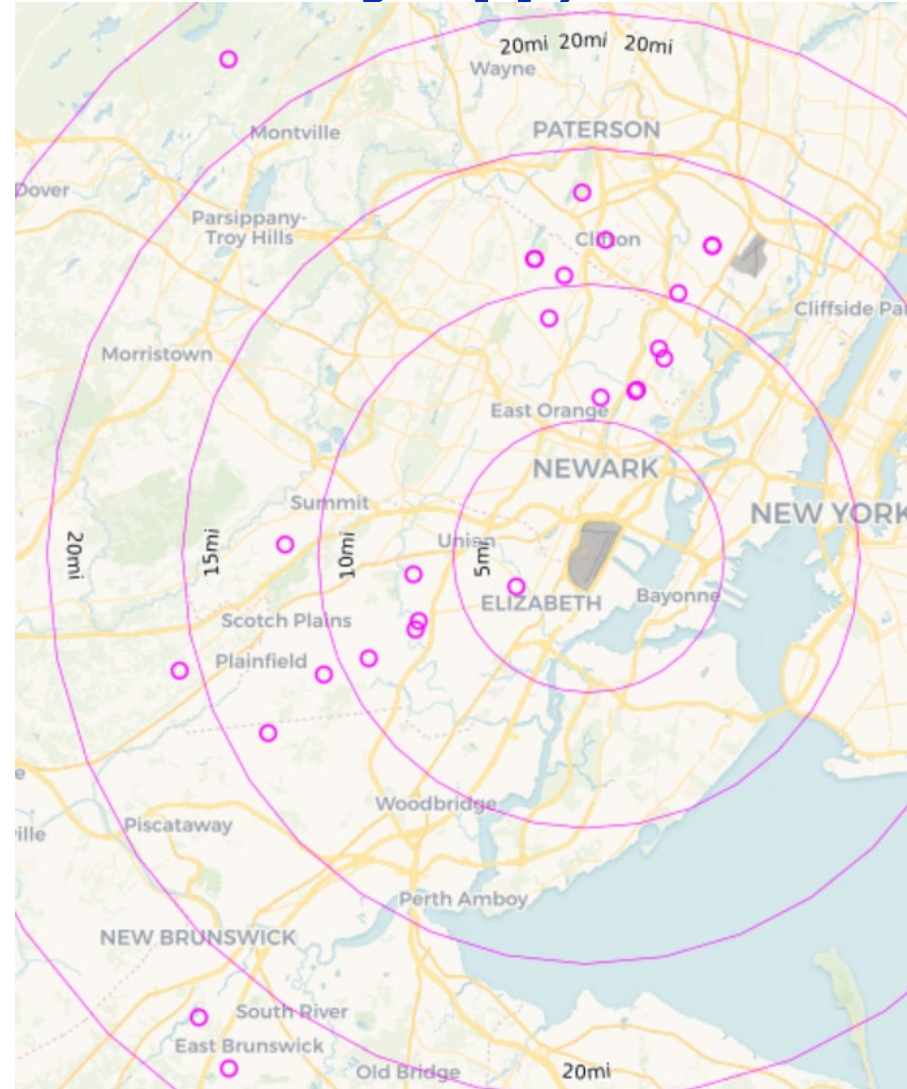 20mi 20mi 20mi
Wayne
PATERSON
Montville
Dover
Parsippany-
Troy Hills
Clifton
Cliffside Pa
Morristown
East Orange
NEWARK
Summit
NEW YORK
20mi
15mi
10mi
5mi
Union
ELIZABETH
Bayonne
Scotch Plains
Plainfield
e
Woodbridge
ville
Piscataway
Perth Amboy
NEW BRUNSWICK
South River
East Brunswick
Old Bridge
20mi